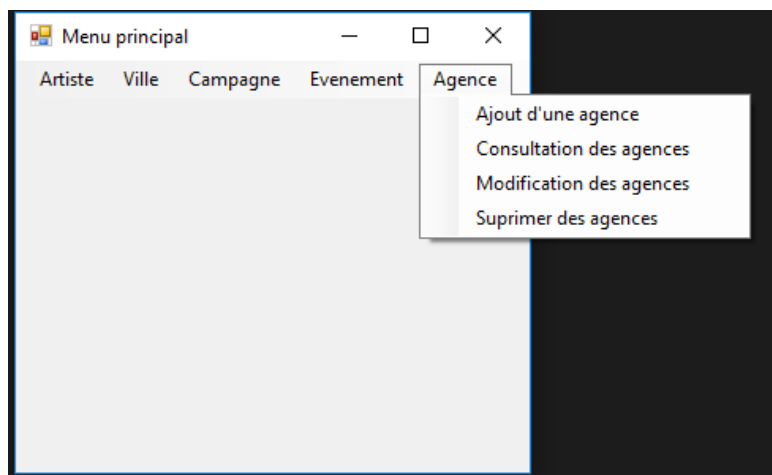 Menu principal
Artiste Ville Campagne Evenement Agence
Ajout d'une agence
Consultation des agences
Modification des agences
Suprimer des agences